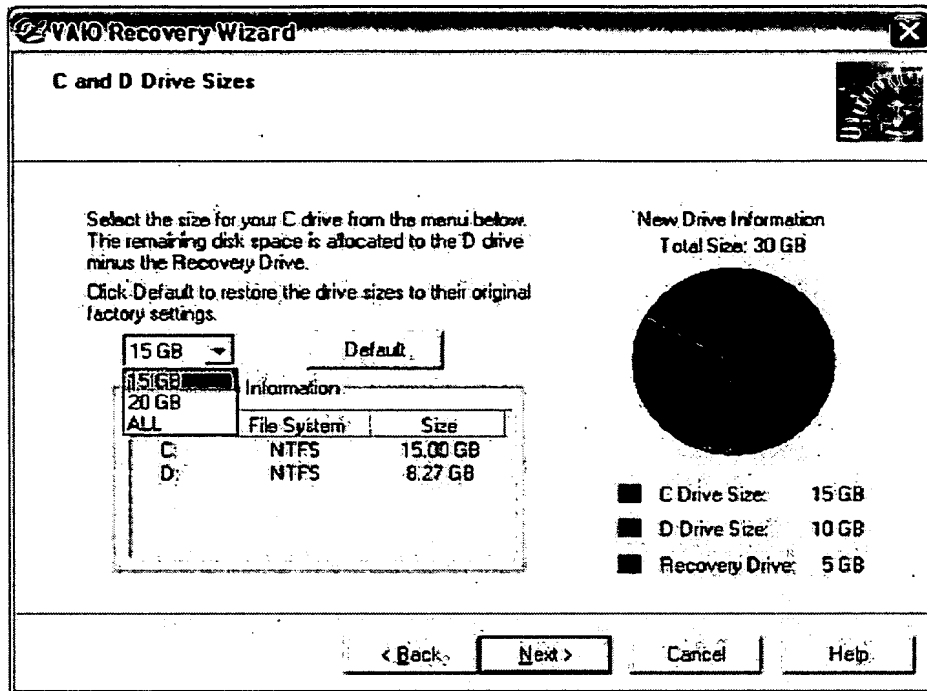 VAIO Recovery Wizard
C and D Drive Sizes
Select the size for your C drive from the menu below.
The remaining disk space is allocated to the D drive
minus the Recovery Drive.
Click Default to restore the drive sizes to their original
factory settings.
15 GB
Default
15 GB
20 GB
ALL
Information
File System Size
C: NTFS 15.00 GB
D: NTFS 8.27 GB
New Drive Information
Total Size: 30 GB
C Drive Size: 15 GB
D Drive Size: 10 GB
Recovery Drive: 5 GB
< Back
Next >
Cancel
Help